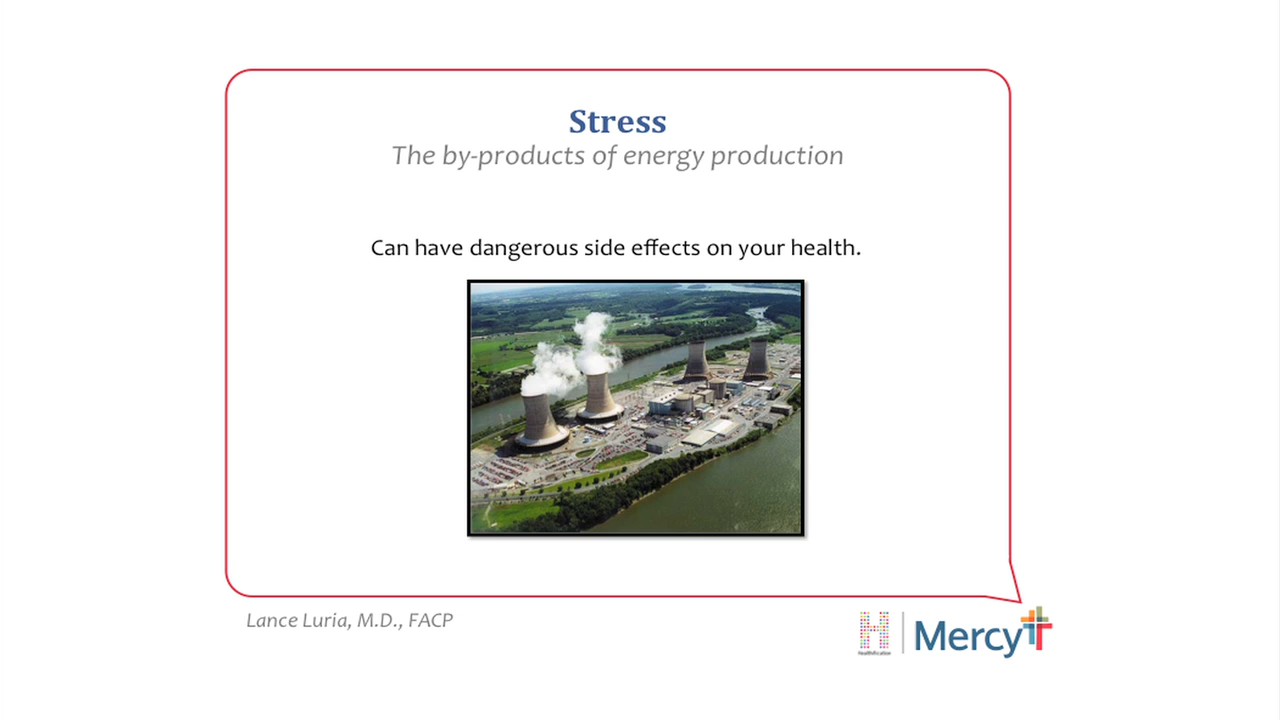 Stress
The by-products of energy production
Can have dangerous side effects on your health.
Lance Luria, M.D., FACP
H
Healthification
Mercy